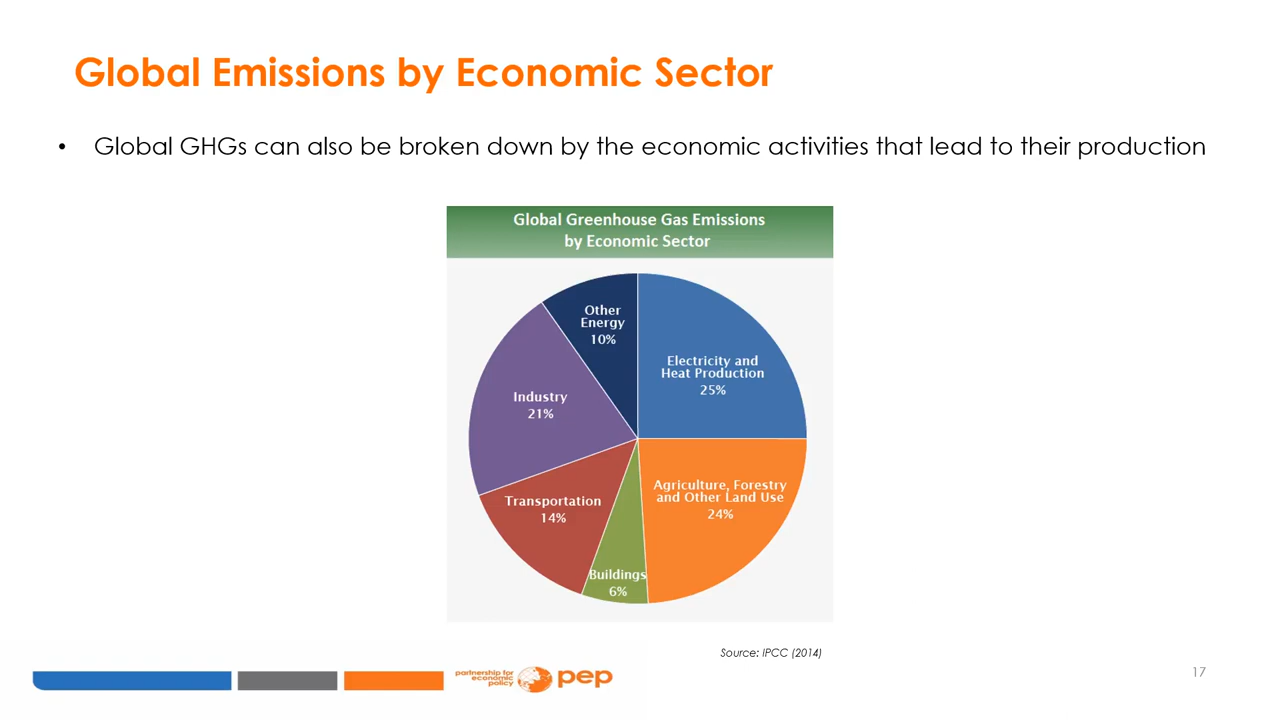 Global Emissions by Economic Sector
• Global GHGs can also be broken down by the economic activities that lead to their production
Global Greenhouse Gas Emissions
by Economic Sector
Other
Energy
10%
Electricity and
Heat Production
25%
Industry
21%
Agriculture, Forestry
and Other Land Use
24%
Transportation
14%
Buildings
6%
Source: IPCC (2014)
partnership for
economic
policy
pep
17